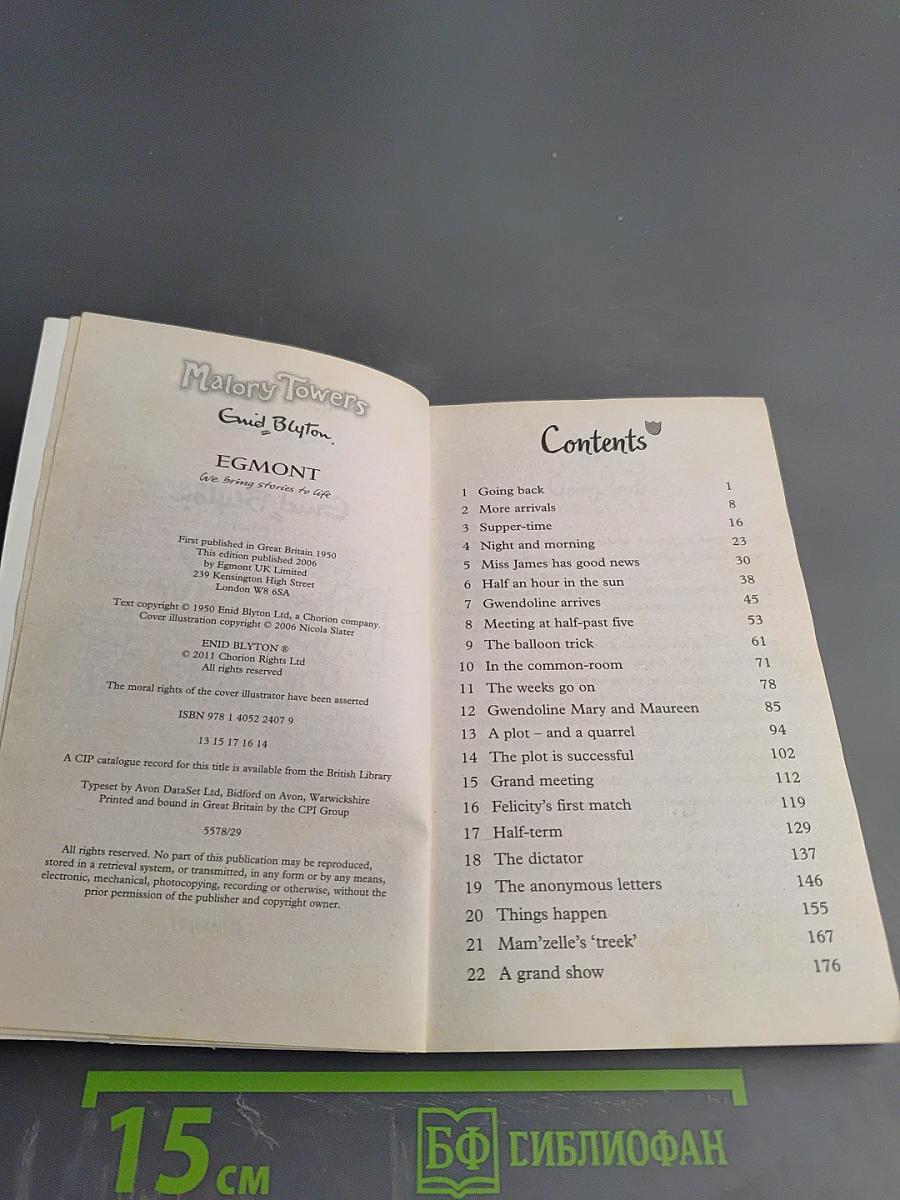 Malory Towers
Enid Blyton
EGMONT
We bring stories to life
First published in Great Britain 1950
This edition published 2006
by Egmont UK Limited
239 Kensington High Street
London W8 6SA
Text copyright © 1950 Enid Blyton Ltd, a Chorion company.
Cover illustration copyright © 2006 Nicola Slater
ENID BLYTON ®
© 2011 Chorion Rights Ltd
All rights reserved
The moral rights of the cover illustrator have been asserted
ISBN 978 1 4052 2407 9
13 15 17 16 14
A CIP catalogue record for this title is available from the British Library
Typeset by Avon DataSet Ltd, Bidford on Avon, Warwickshire
Printed and bound in Great Britain by the CPI Group
5578/29
All rights reserved. No part of this publication may be reproduced,
stored in a retrieval system, or transmitted, in any form or by any means,
electronic, mechanical, photocopying, recording or otherwise, without the
prior permission of the publisher and copyright owner.
Contents
1 Going back 1
2 More arrivals 8
3 Supper-time 16
4 Night and morning 23
5 Miss James has good news 30
6 Half an hour in the sun 38
7 Gwendoline arrives 45
8 Meeting at half-past five 53
9 The balloon trick 61
10 In the common-room 71
11 The weeks go on 78
12 Gwendoline Mary and Maureen 85
13 A plot – and a quarrel 94
14 The plot is successful 102
15 Grand meeting 112
16 Felicity's first match 119
17 Half-term 129
18 The dictator 137
19 The anonymous letters 146
20 Things happen 155
21 Mam'zelle's 'treek' 167
22 A grand show 176
15 см
БФ БИБЛИОФАН